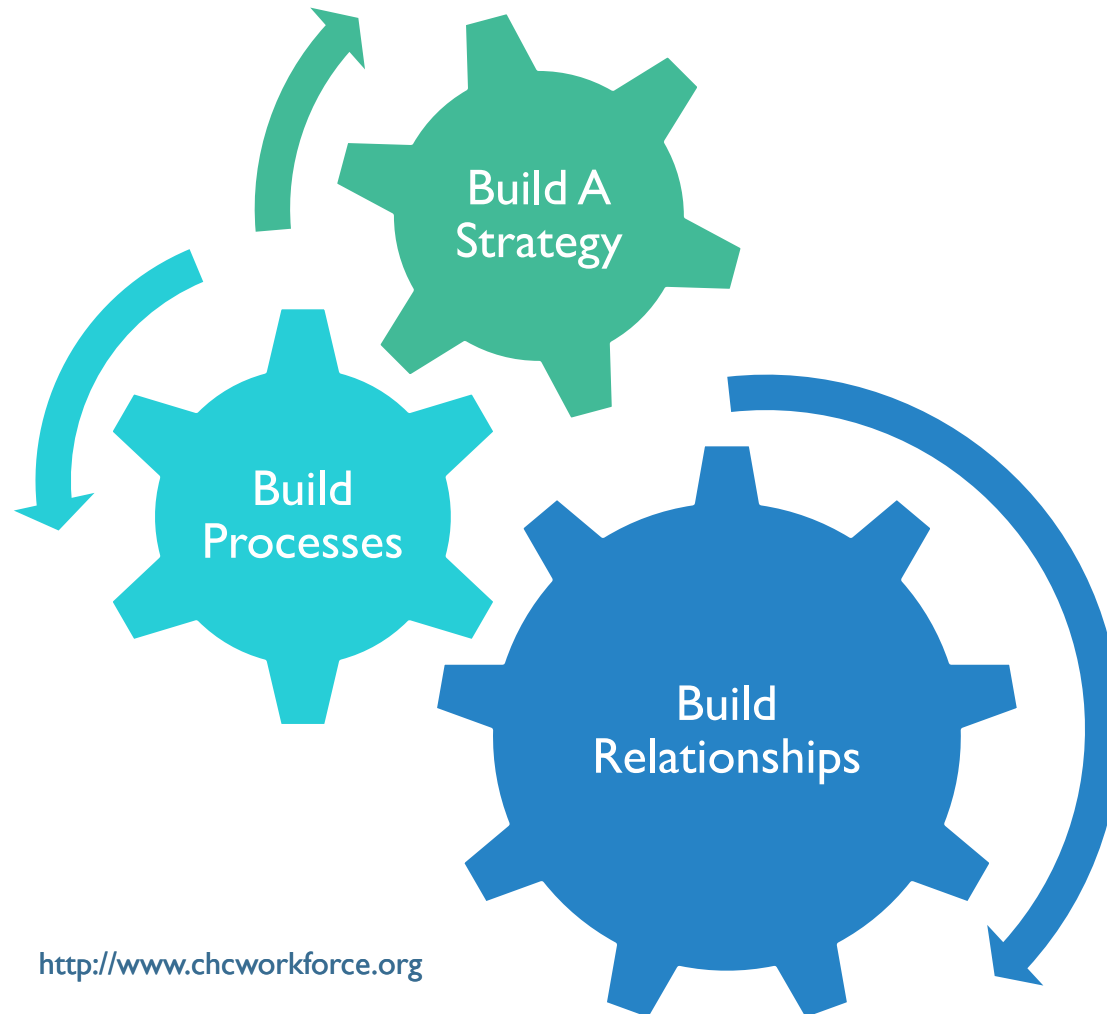 Build A
Strategy
Build
Processes
Build
Relationships
http://www.chcworkforce.org